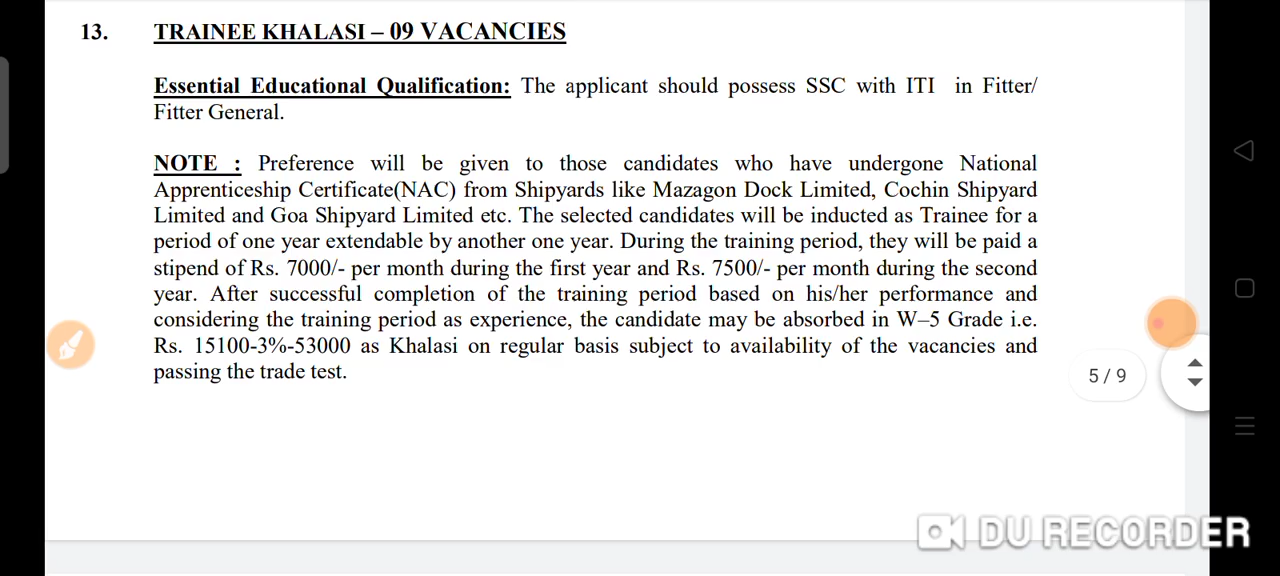 13. TRAINEE KHALASI – 09 VACANCIES
Essential Educational Qualification: The applicant should possess SSC with ITI in Fitter/
Fitter General.
NOTE : Preference will be given to those candidates who have undergone National
Apprenticeship Certificate(NAC) from Shipyards like Mazagon Dock Limited, Cochin Shipyard
Limited and Goa Shipyard Limited etc. The selected candidates will be inducted as Trainee for a
period of one year extendable by another one year. During the training period, they will be paid a
stipend of Rs. 7000/- per month during the first year and Rs. 7500/- per month during the second
year. After successful completion of the training period based on his/her performance and
considering the training period as experience, the candidate may be absorbed in W–5 Grade i.e.
Rs. 15100-3%-53000 as Khalasi on regular basis subject to availability of the vacancies and
passing the trade test.
5 / 9
DU RECORDER